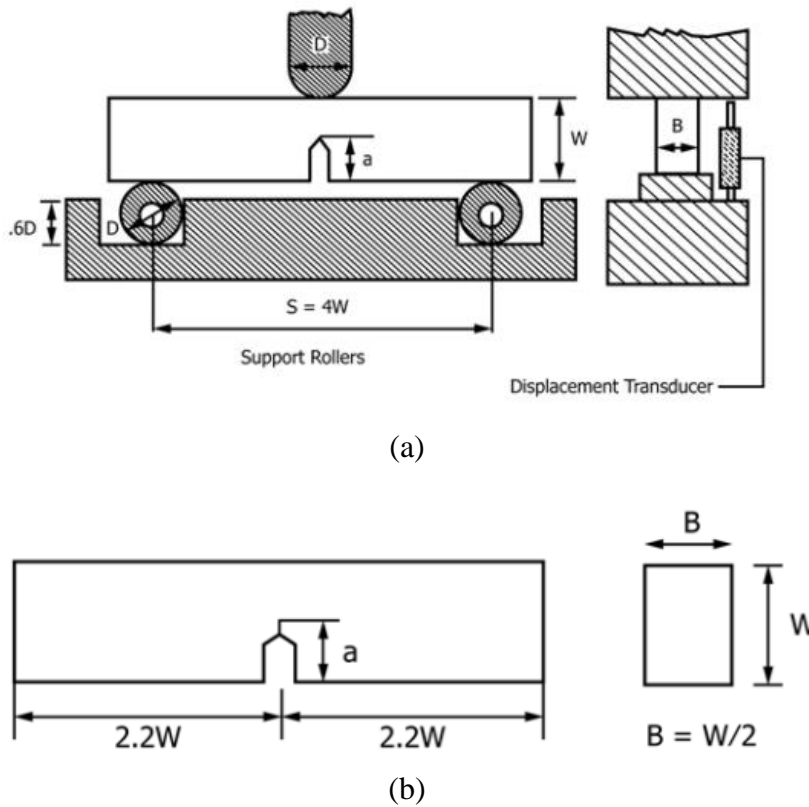 D
W
a
B
.6D
D
S = 4W
Support Rollers
Displacement Transducer
(a)
B
a
W
2.2W 2.2W
B = W/2
(b)